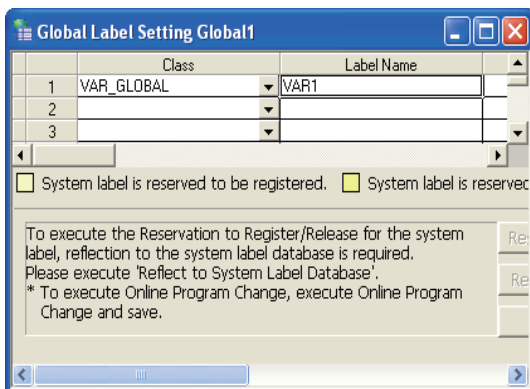 Global Label Setting Global1
Class Label Name
1 VAR_GLOBAL VAR1
2
3
System label is reserved to be registered. System label is reserved
To execute the Reservation to Register/Release for the system
label, reflection to the system label database is required.
Please execute 'Reflect to System Label Database'.
* To execute Online Program Change, execute Online Program
Change and save.
Re
Re